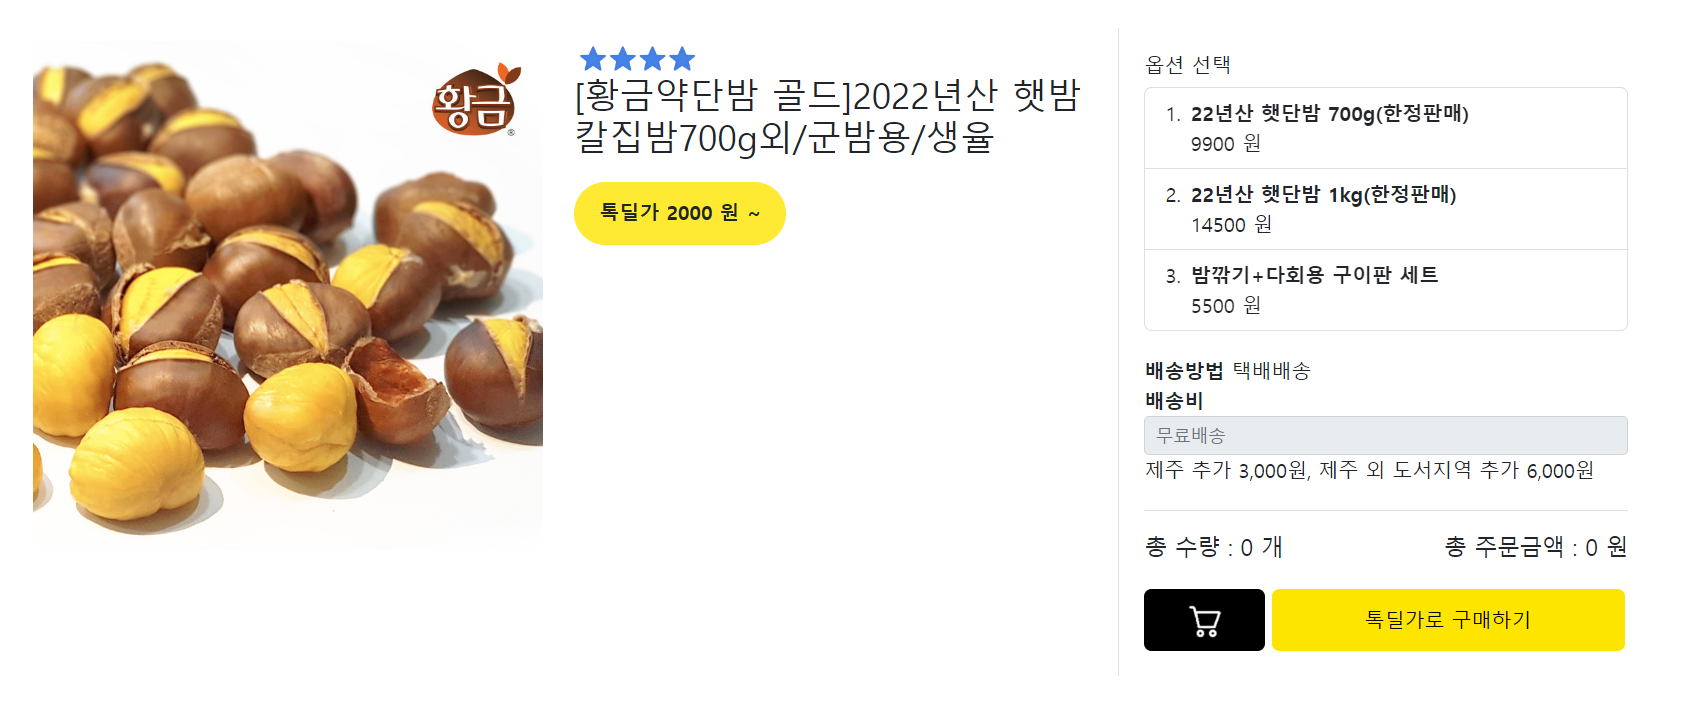 황금
®
[황금약단밤 골드]2022년산 햇밤
칼집밤700g외/군밤용/생율
톡딜가 2000 원 ~
옵션 선택
1. 22년산 햇단밤 700g(한정판매)
9900 원
2. 22년산 햇단밤 1kg(한정판매)
14500 원
3. 밤깎기+다회용 구이판 세트
5500 원
배송방법 택배배송
배송비
무료배송
제주 추가 3,000원, 제주 외 도서지역 추가 6,000원
총 수량 : 0 개
총 주문금액 : 0 원
톡딜가로 구매하기